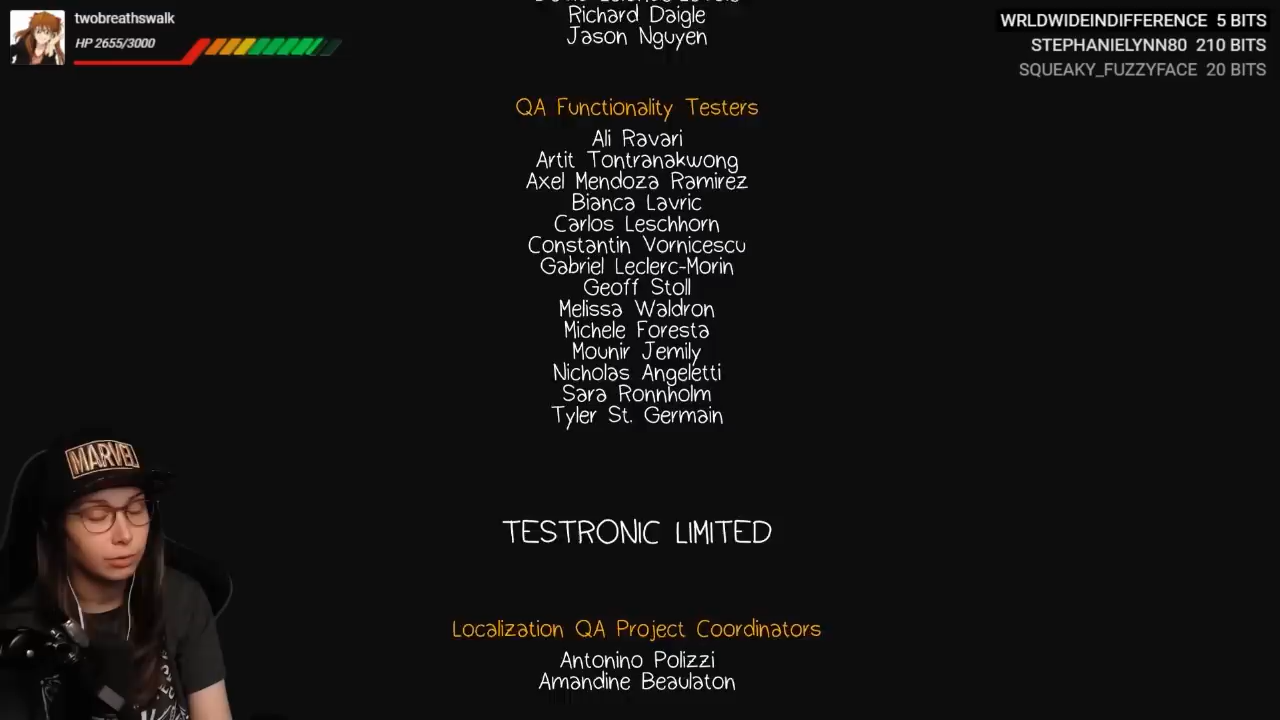 twobreathswalk
HP 2655/3000
WRLDWIDEINDIFFERENCE 5 BITS
STEPHANIELYNN80 210 BITS
SQUEAKY_FUZZYFACE 20 BITS
Richard Daigle
Jason Nguyen
QA Functionality Testers
Ali Ravari
Artit Tontranakwong
Axel Mendoza Ramirez
Bianca Lavric
Carlos Leschhorn
Constantin Vornicescu
Gabriel Leclerc-Morin
Geoff Stoll
Melissa Waldron
Michele Foresta
Mounir Jemily
Nicholas Angeletti
Sara Ronnholm
Tyler St. Germain
TESTRONIC LIMITED
Localization QA Project Coordinators
Antonino Polizzi
Amandine Beaulaton
MARVEL